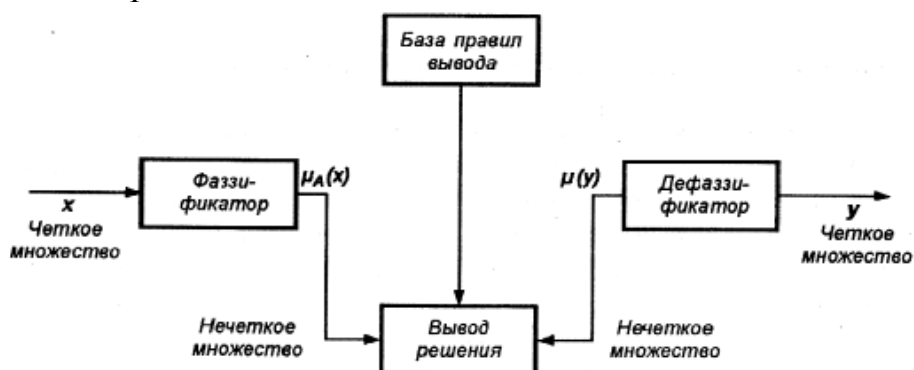 База правил
вывода
Фаззи-
фикатор
μA(x)
μ(y)
Дефаззи-
фикатор
x
Четкое
множество
y
Четкое
множество
Нечеткое
множество
Вывод
решения
Нечеткое
множество